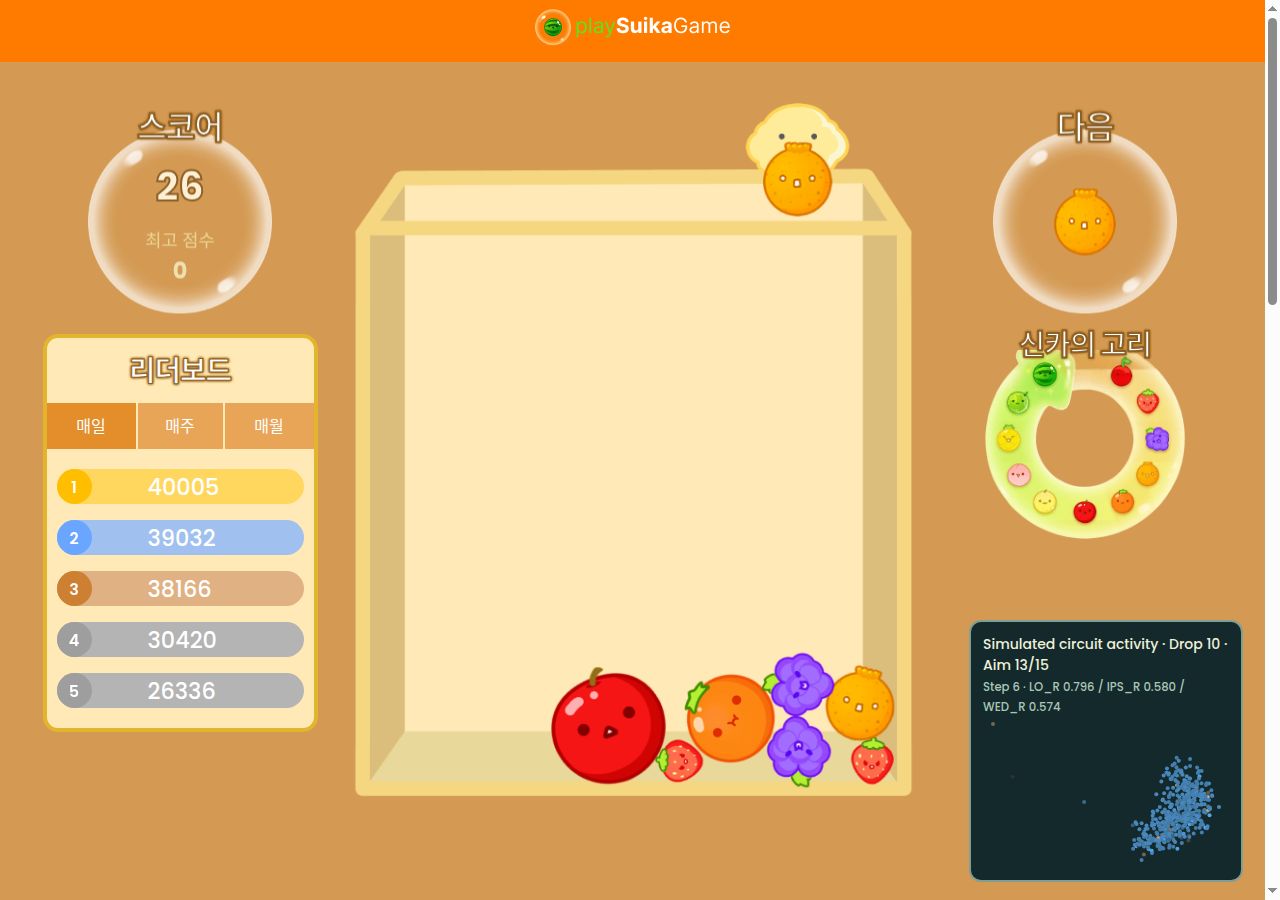 playSuikaGame
스코어
26
최고 점수
0
리더보드
매일 매주 매월
1 40005
2 39032
3 38166
4 30420
5 26336
다음
신카의 고리
Simulated circuit activity · Drop 10 ·
Aim 13/15
Step 6 · LO_R 0.796 / IPS_R 0.580 /
WED_R 0.574